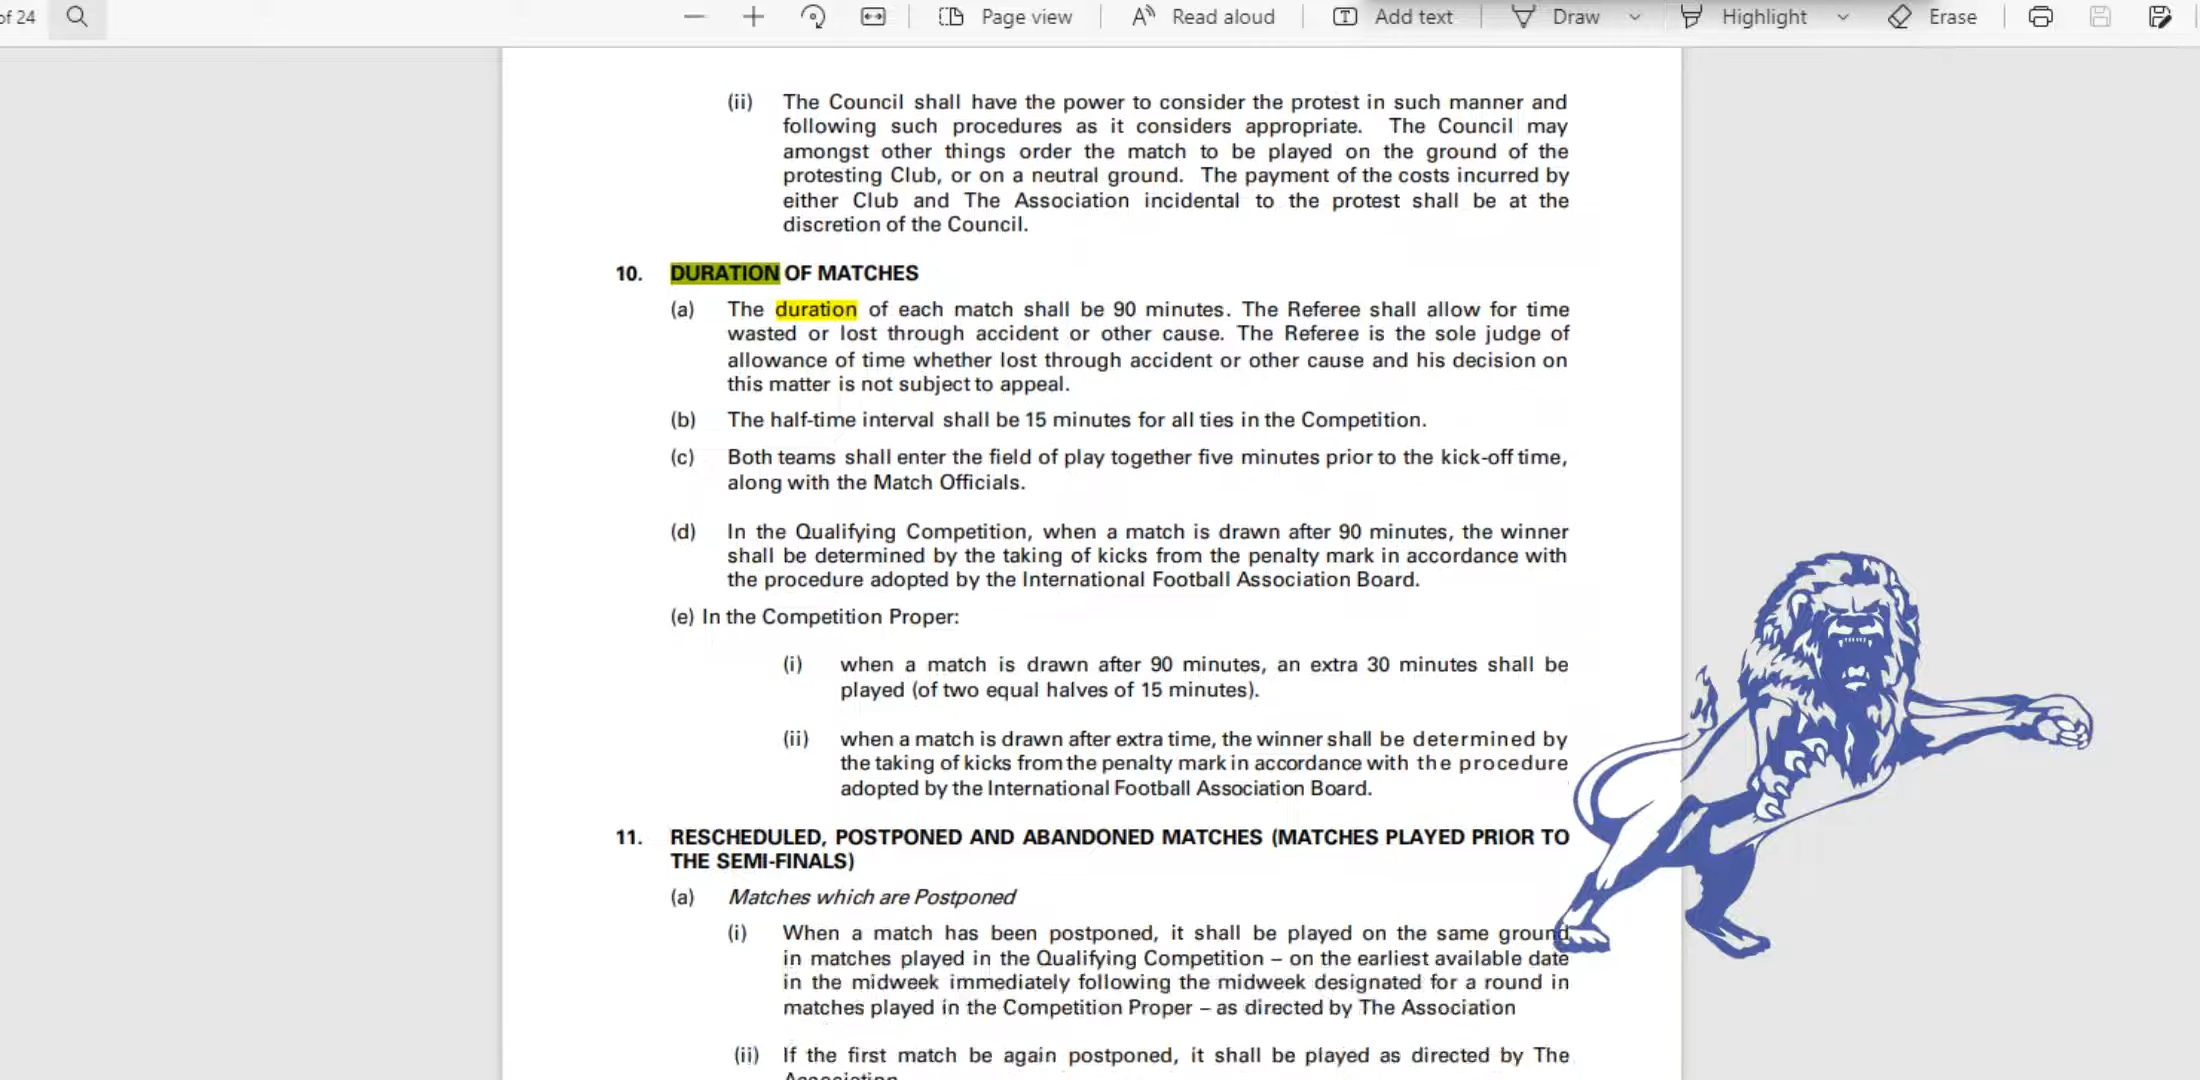 of 24
Page view
Read aloud
Add text
Draw
Highlight
Erase
(ii) The Council shall have the power to consider the protest in such manner and
following such procedures as it considers appropriate. The Council may
amongst other things order the match to be played on the ground of the
protesting Club, or on a neutral ground. The payment of the costs incurred by
either Club and The Association incidental to the protest shall be at the
discretion of the Council.
10. DURATION OF MATCHES
(a) The duration of each match shall be 90 minutes. The Referee shall allow for time
wasted or lost through accident or other cause. The Referee is the sole judge of
allowance of time whether lost through accident or other cause and his decision on
this matter is not subject to appeal.
(b) The half-time interval shall be 15 minutes for all ties in the Competition.
(c) Both teams shall enter the field of play together five minutes prior to the kick-off time,
along with the Match Officials.
(d) In the Qualifying Competition, when a match is drawn after 90 minutes, the winner
shall be determined by the taking of kicks from the penalty mark in accordance with
the procedure adopted by the International Football Association Board.
(e) In the Competition Proper:
(i) when a match is drawn after 90 minutes, an extra 30 minutes shall be
played (of two equal halves of 15 minutes).
(ii) when a match is drawn after extra time, the winner shall be determined by
the taking of kicks from the penalty mark in accordance with the procedure
adopted by the International Football Association Board.
11. RESCHEDULED, POSTPONED AND ABANDONED MATCHES (MATCHES PLAYED PRIOR TO
THE SEMI-FINALS)
(a) Matches which are Postponed
(i) When a match has been postponed, it shall be played on the same ground
in matches played in the Qualifying Competition – on the earliest available date
in the midweek immediately following the midweek designated for a round in
matches played in the Competition Proper – as directed by The Association
(ii) If the first match be again postponed, it shall be played as directed by The
Association